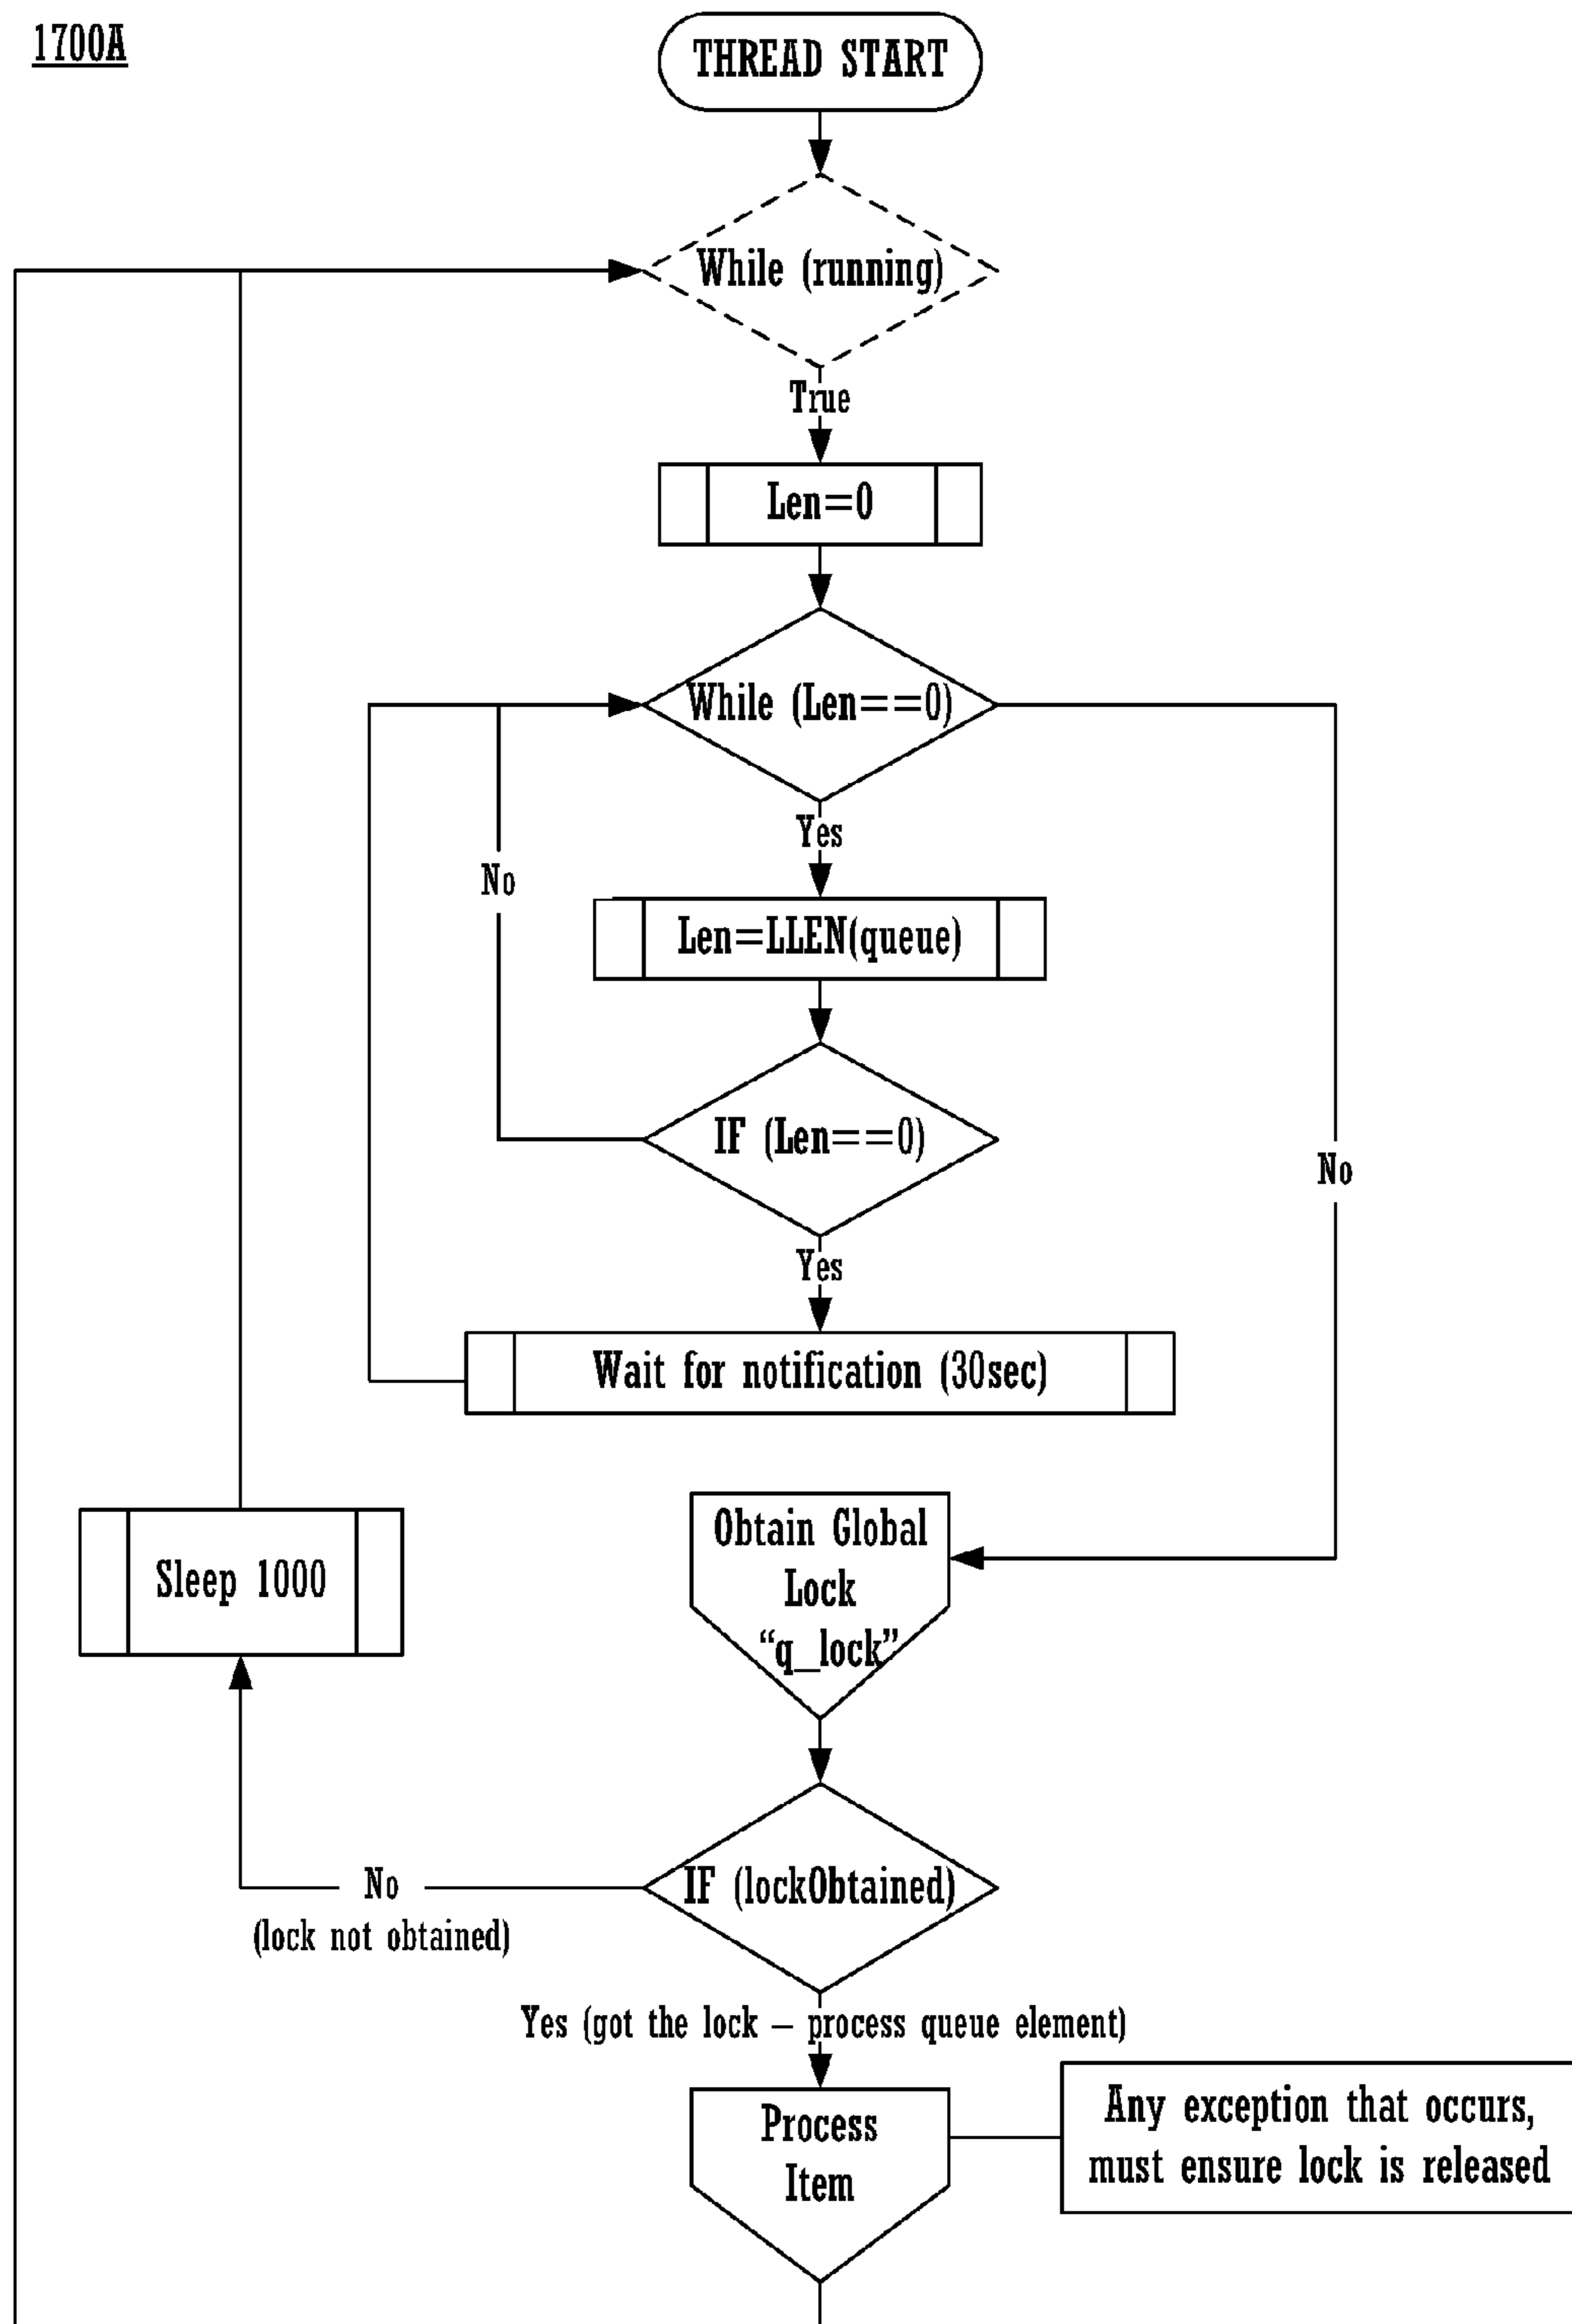 1700A
THREAD START
While (running)
True
Len=0
While (Len==0)
Yes
No
Len=LLEN(queue)
IF (Len==0)
No
Yes
Wait for notification (30sec)
Obtain Global
Lock
“q_lock”
Sleep 1000
IF (lockObtained)
No
(lock not obtained)
Yes (got the lock – process queue element)
Process
Item
Any exception that occurs,
must ensure lock is released